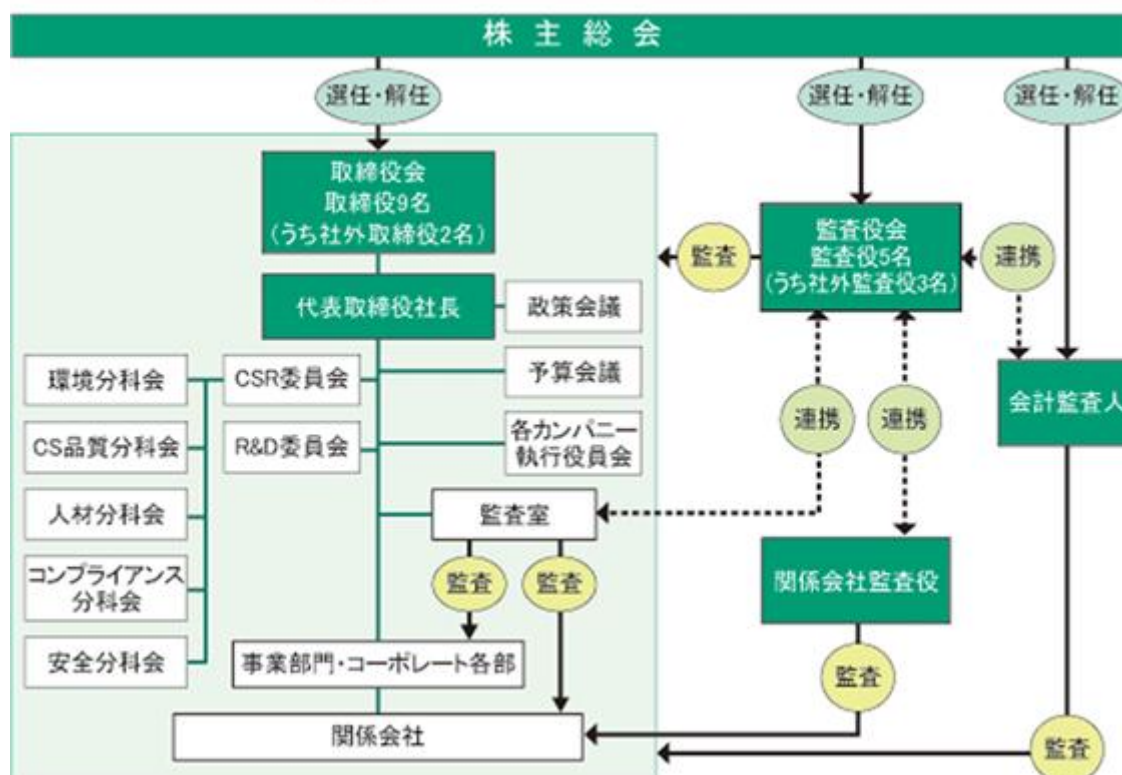 株主総会
選任・解任
選任・解任
選任・解任
取締役会
取締役9名
(うち社外取締役2名)
監査
監査役会
監査役5名
(うち社外監査役3名)
連携
代表取締役社長
政策会議
環境分科会
CSR委員会
予算会議
会計監査人
CS品質分科会
R&D委員会
各カンパニー
執行役員会
連携
連携
人材分科会
監査室
コンプライアンス
分科会
監査
監査
関係会社監査役
安全分科会
事業部門・コーポレート各部
監査
関係会社
監査